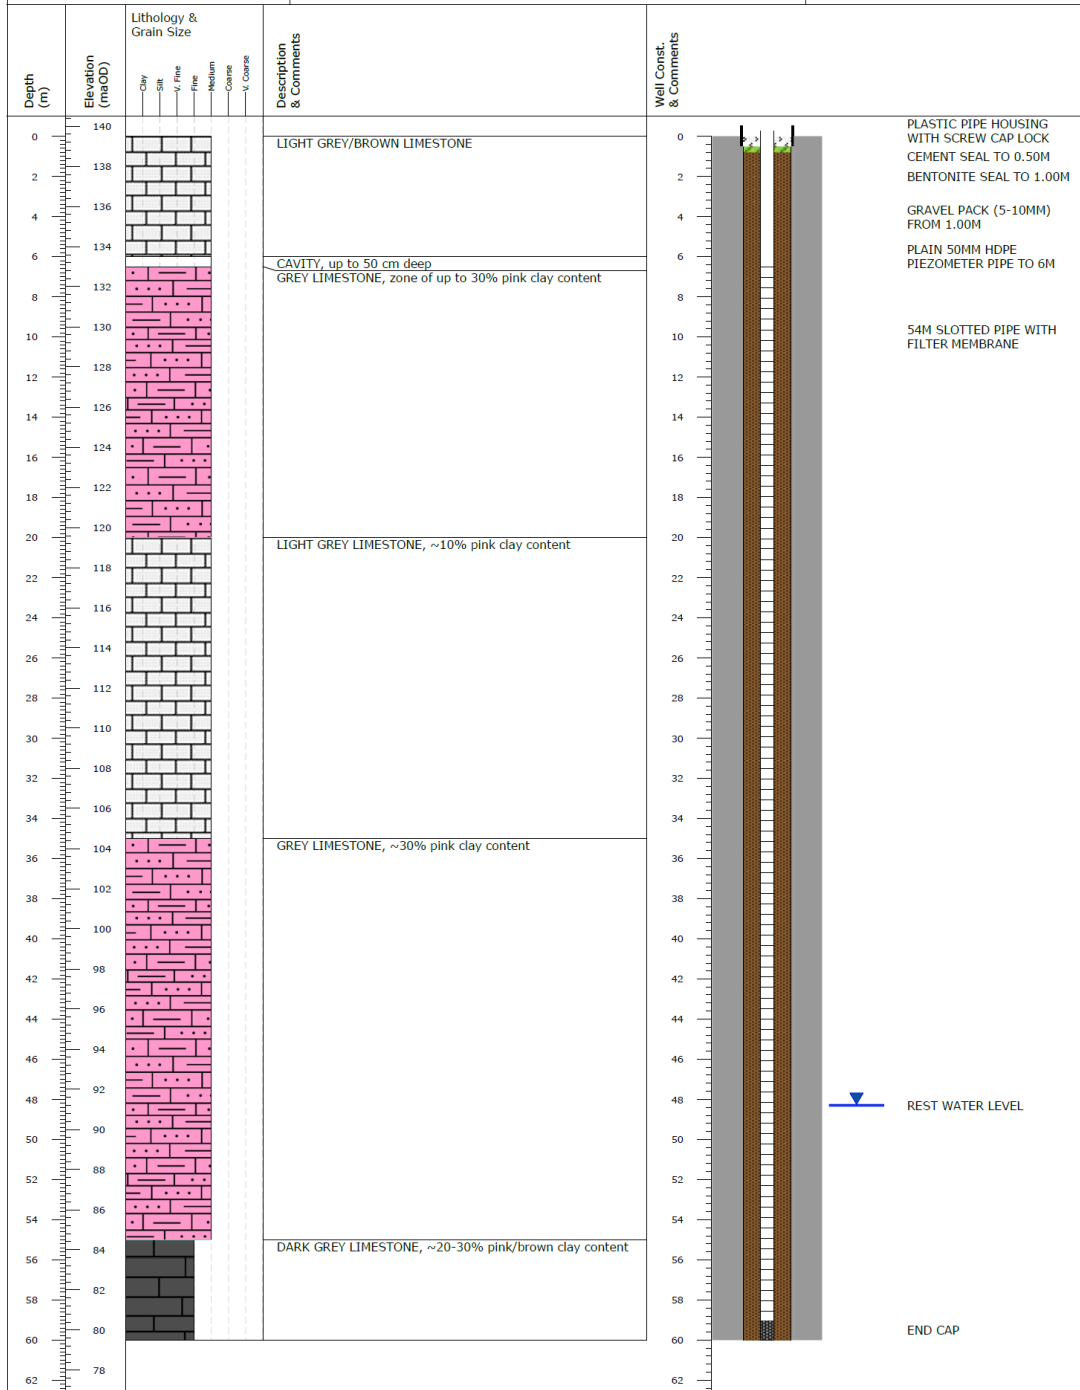 Lithology &
Grain Size
Depth
(m)
Elevation
(maOD)
Clay
Silt
V. Fine
Fine
Medium
Coarse
V. Coarse
Description
& Comments
Well Const.
& Comments
140
0
138
2
136
4
134
6
132
8
130
10
128
12
126
14
124
16
122
18
120
20
118
22
116
24
114
26
112
28
110
30
108
32
106
34
104
36
102
38
100
40
98
42
96
44
94
46
92
48
90
50
88
52
86
54
84
56
82
58
80
60
78
62
LIGHT GREY/BROWN LIMESTONE
CAVITY, up to 50 cm deep
GREY LIMESTONE, zone of up to 30% pink clay content
LIGHT GREY LIMESTONE, ~10% pink clay content
GREY LIMESTONE, ~30% pink clay content
DARK GREY LIMESTONE, ~20-30% pink/brown clay content
0
2
4
6
8
10
12
14
16
18
20
22
24
26
28
30
32
34
36
38
40
42
44
46
48
50
52
54
56
58
60
62
PLASTIC PIPE HOUSING
WITH SCREW CAP LOCK
CEMENT SEAL TO 0.50M
BENTONITE SEAL TO 1.00M
GRAVEL PACK (5-10MM)
FROM 1.00M
PLAIN 50MM HDPE
PIEZOMETER PIPE TO 6M
54M SLOTTED PIPE WITH
FILTER MEMBRANE
REST WATER LEVEL
END CAP